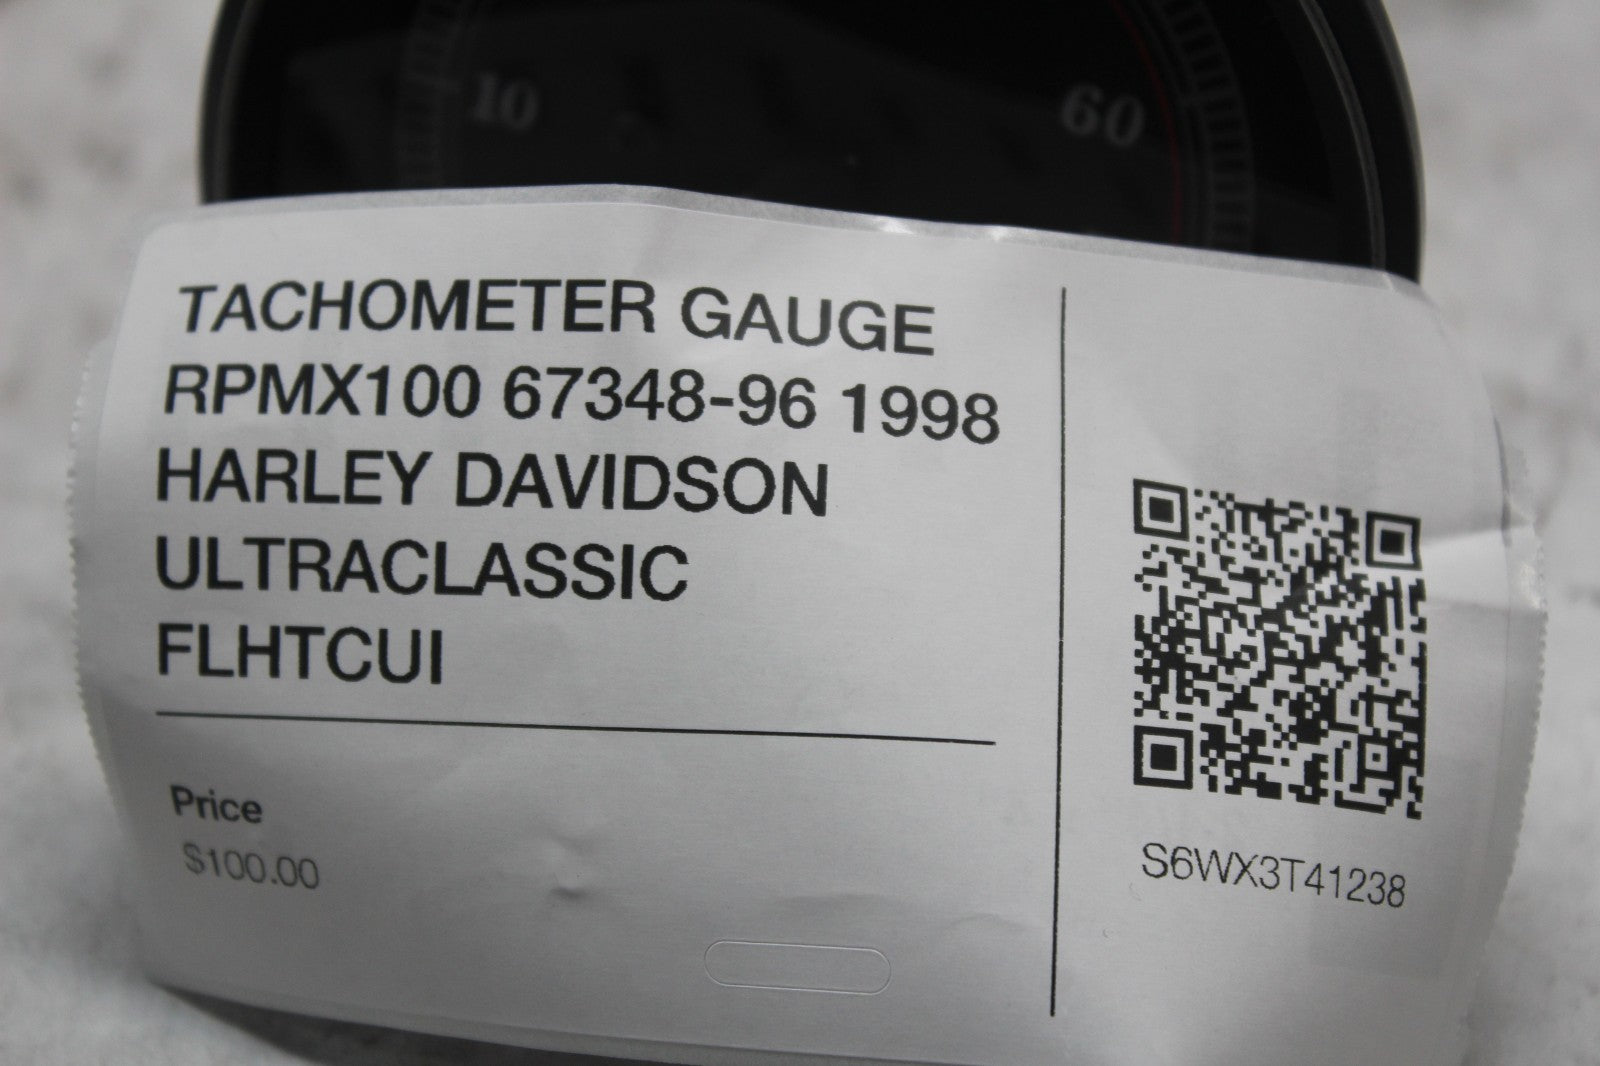 10
60
TACHOMETER GAUGE
RPMX100 67348-96 1998
HARLEY DAVIDSON
ULTRACLASSIC
FLHTCUI
Price
$100.00
S6WX3T41238